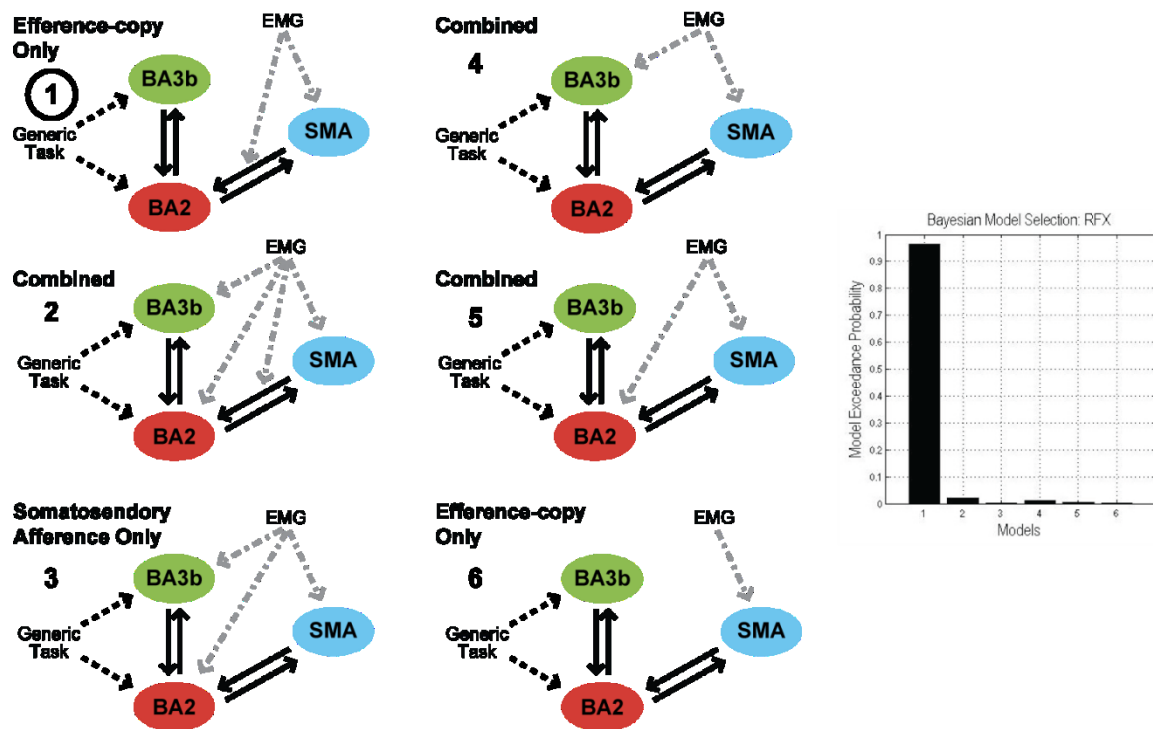 Efference-copy
Only
1
EMG
BA3b
Generic
Task
SMA
BA2
Combined
4
EMG
BA3b
Generic
Task
SMA
BA2
Combined
2
EMG
BA3b
Generic
Task
SMA
BA2
Combined
5
EMG
BA3b
Generic
Task
SMA
BA2
Somatosendory
Afference Only
3
EMG
BA3b
Generic
Task
SMA
BA2
Efference-copy
Only
6
EMG
BA3b
Generic
Task
SMA
BA2
Bayesian Model Selection: RFX
Model Exceedance Probability
1
0.9
0.8
0.7
0.6
0.5
0.4
0.3
0.2
0.1
0
1 2 3 4 5 6
Models